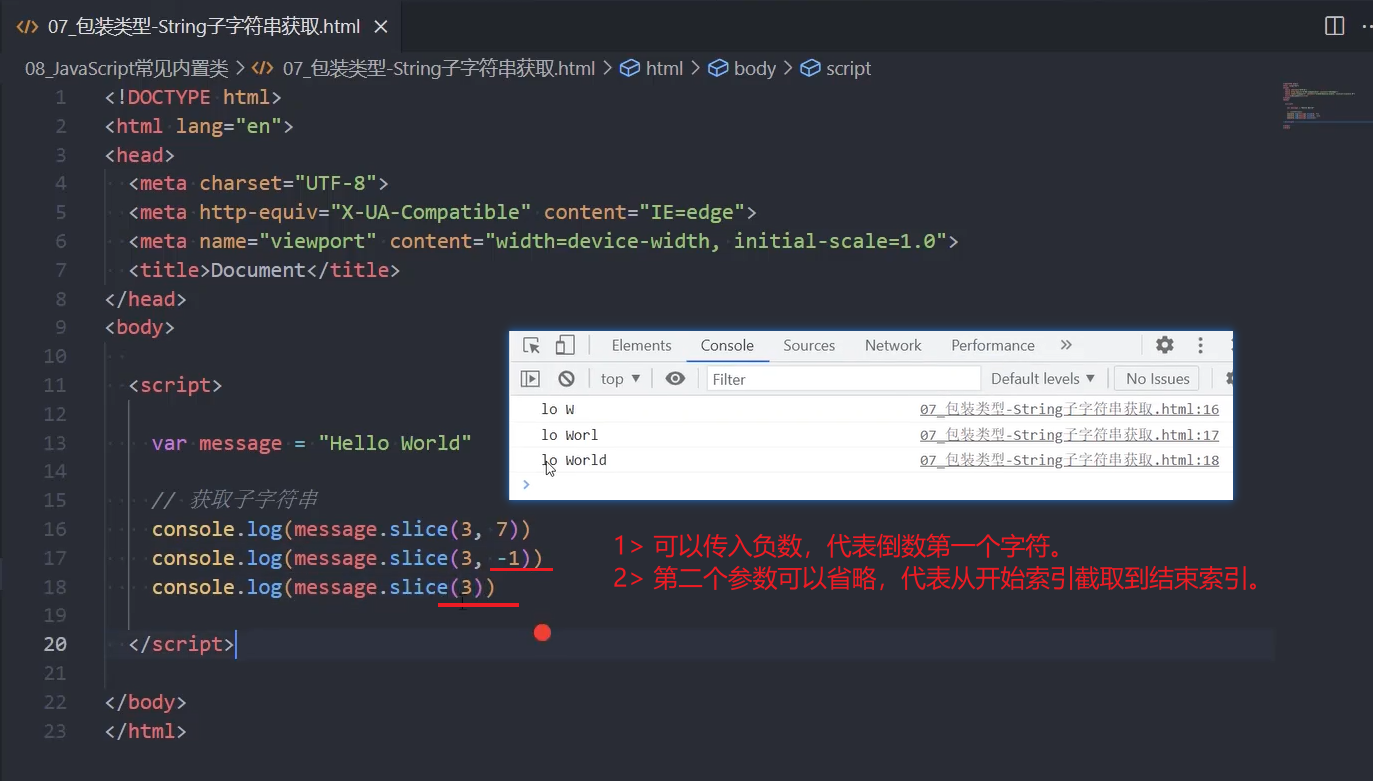 07_包装类型-String子字符串获取.html
08_JavaScript常见内置类 > 07_包装类型-String子字符串获取.html > html > body > script
1 <!DOCTYPE html>
2 <html lang="en">
3 <head>
4 <meta charset="UTF-8">
5 <meta http-equiv="X-UA-Compatible" content="IE=edge">
6 <meta name="viewport" content="width=device-width, initial-scale=1.0">
7 <title>Document</title>
8 </head>
9 <body>
10
11 <script>
12
13 var message = "Hello World"
14
15 // 获取子字符串
16 console.log(message.slice(3, 7))
17 console.log(message.slice(3, -1))
18 console.log(message.slice(3))
19
20 </script>
21
22 </body>
23 </html>
Elements Console Sources Network Performance »
top ▼ Filter Default levels ▼ No Issues
lo W 07_包装类型-String子字符串获取.html:16
lo Worl 07_包装类型-String子字符串获取.html:17
lo World 07_包装类型-String子字符串获取.html:18
>
1> 可以传入负数，代表倒数第一个字符。
2> 第二个参数可以省略，代表从开始索引截取到结束索引。